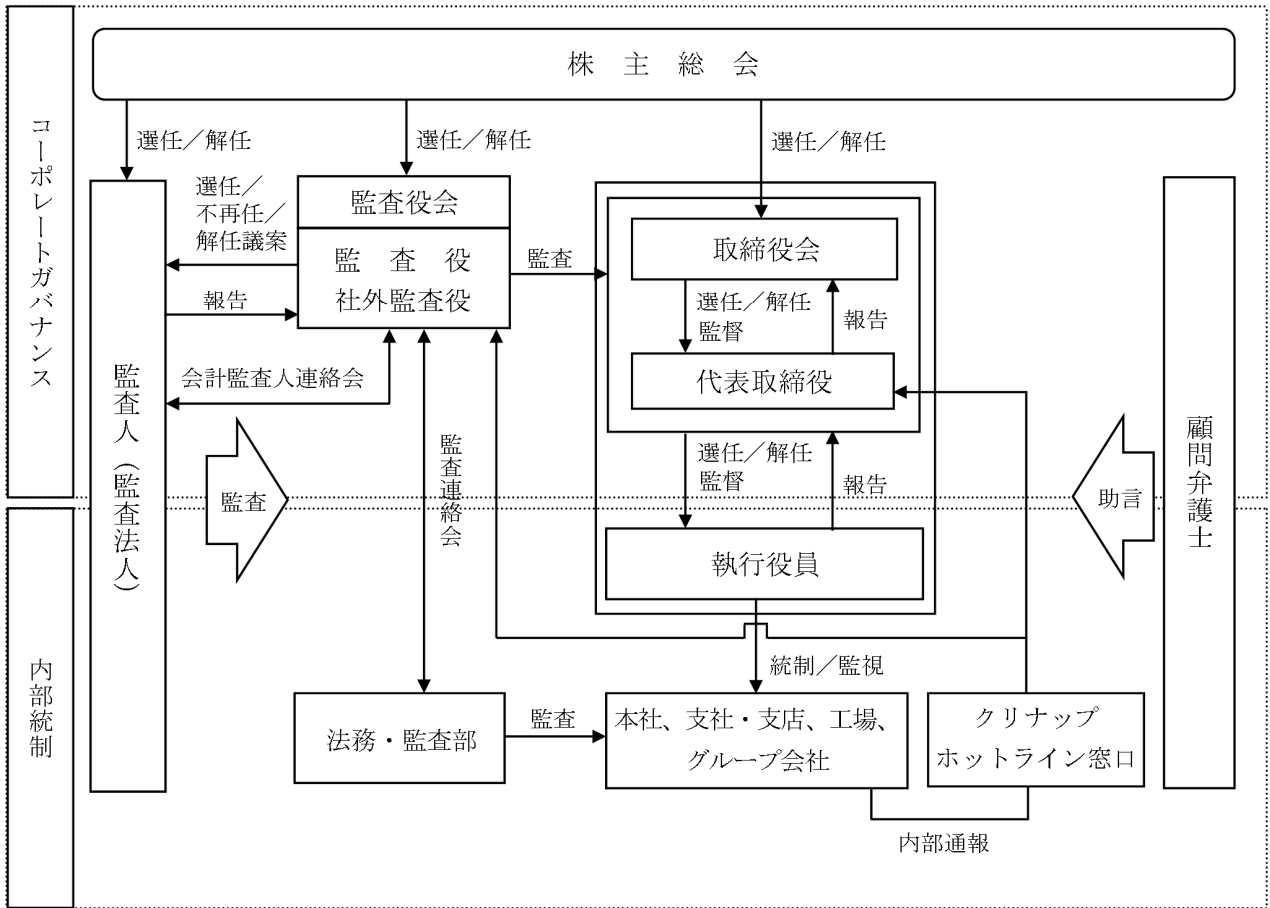 株主総会
コーポレートガバナンス
選任／解任
選任／解任
選任／解任
監査人（監査法人）
選任／
不再任／
解任議案
報告
会計監査人連絡会
監査役会
監査役
社外監査役
監査
取締役会
選任／解任
監督
報告
代表取締役
選任／解任
監督
報告
執行役員
監査
監査連絡会
助言
顧問弁護士
内部統制
統制／監視
法務・監査部
監査
本社、支社・支店、工場、
グループ会社
クリナップ
ホットライン窓口
内部通報